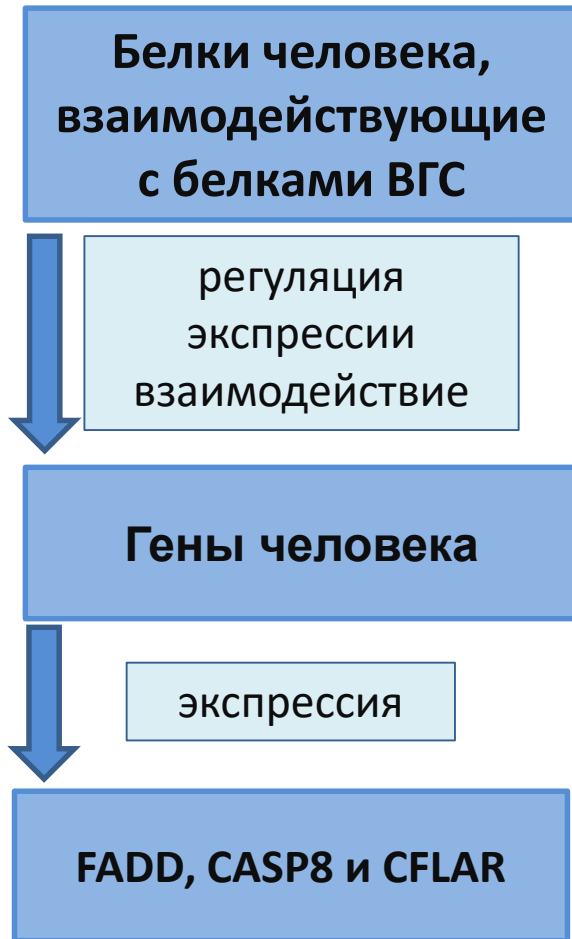 Белки человека,
взаимодействующие
с белками ВГС
регуляция
экспрессии
взаимодействие
Гены человека
экспрессия
FADD, CASP8 и CFLAR